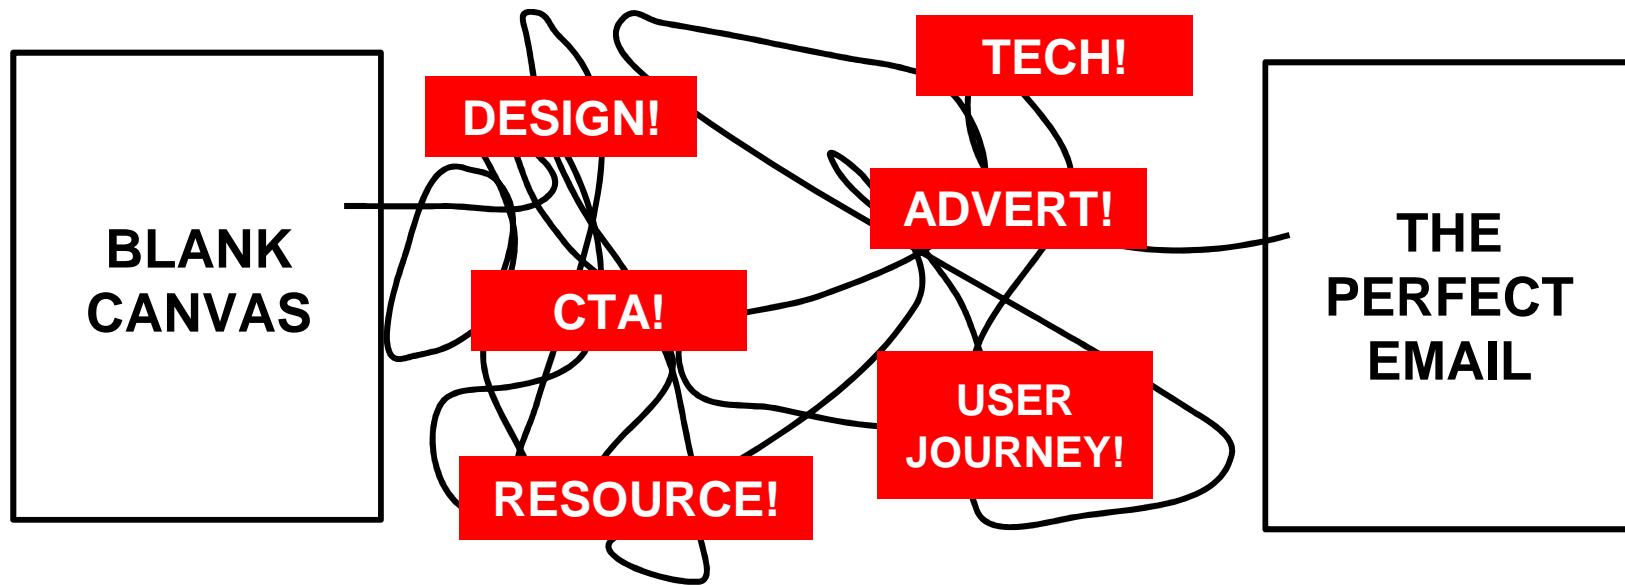 BLANK
CANVAS
DESIGN!
CTA!
RESOURCE!
TECH!
ADVERT!
USER
JOURNEY!
THE
PERFECT
EMAIL